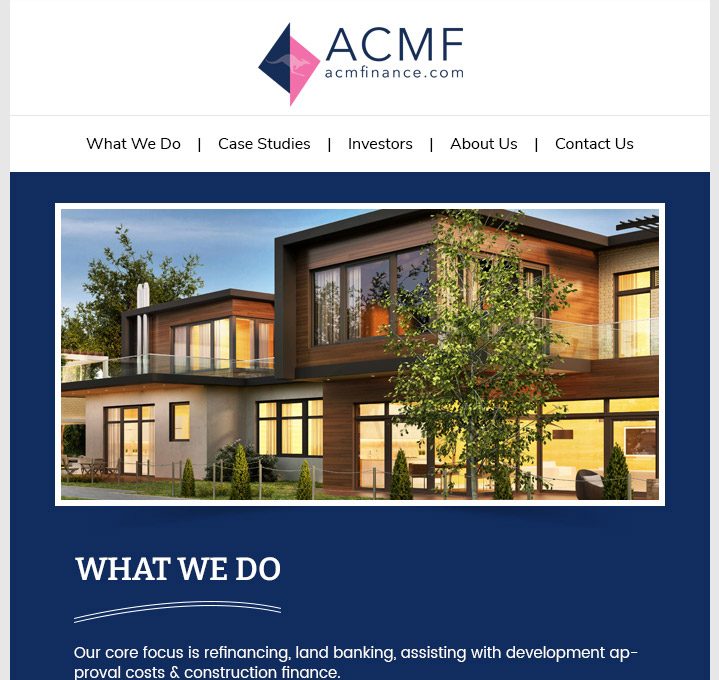 ACMF
acmfinance.com
What We Do | Case Studies | Investors | About Us | Contact Us
WHAT WE DO
Our core focus is refinancing, land banking, assisting with development ap-
proval costs & construction finance.